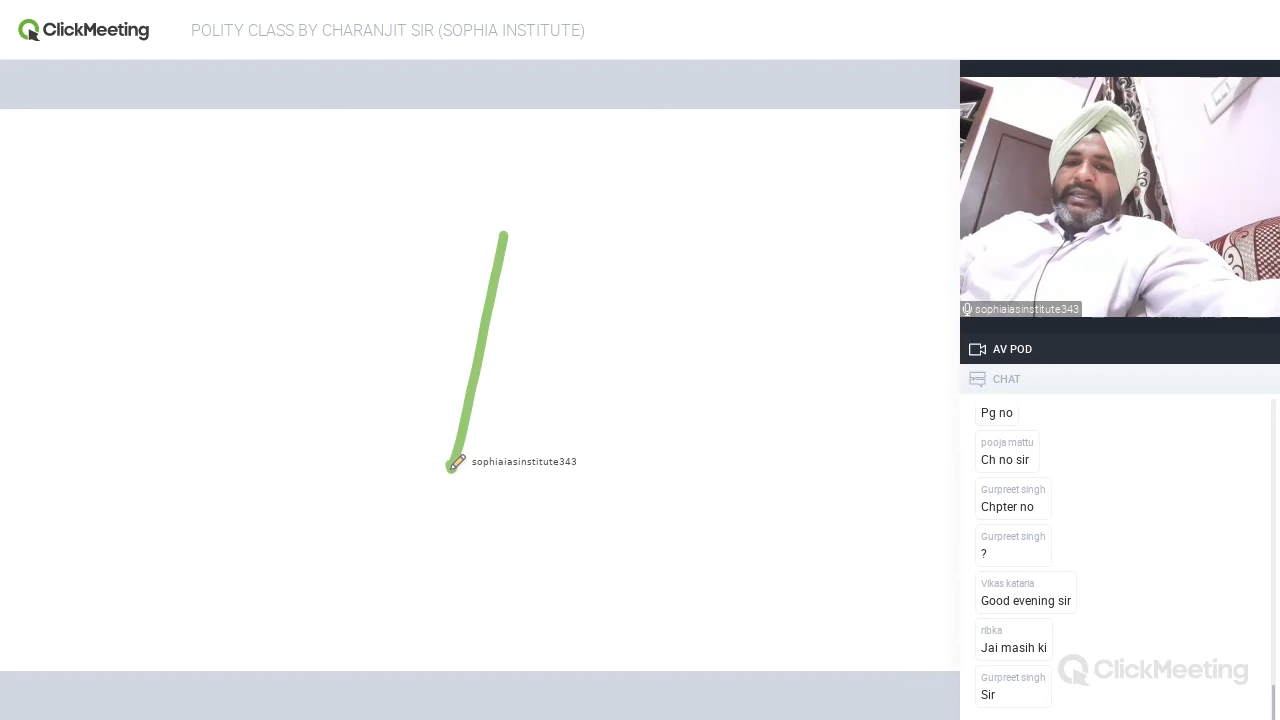 ClickMeeting
POLITY CLASS BY CHARANJIT SIR (SOPHIA INSTITUTE)
sophiaiasinstitute343
AV POD
CHAT
Pg no
pooja mattu
Ch no sir
sophiaiasinstitute343
Gurpreet singh
Chpter no
Gurpreet singh
?
Vikas kataria
Good evening sir
ribka
Jai masih ki
ClickMeeting
Gurpreet singh
Sir